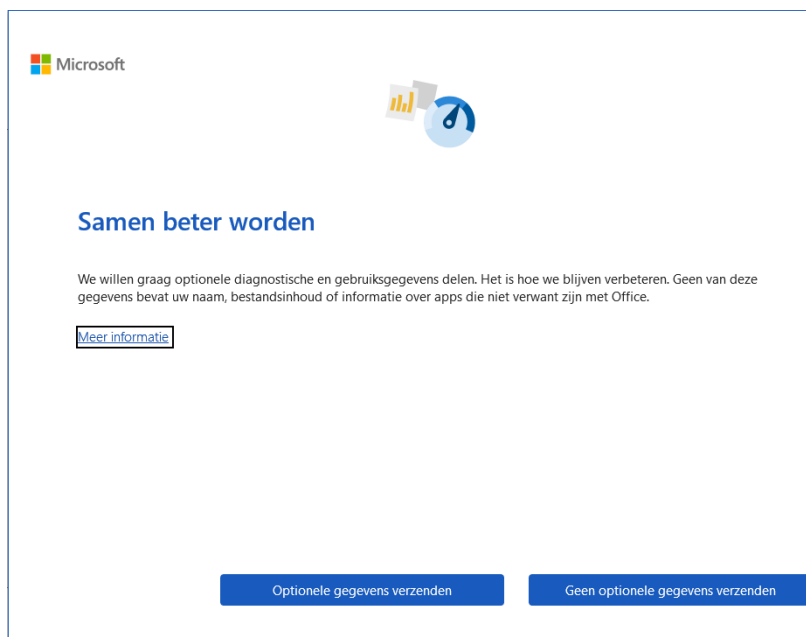 Microsoft
Samen beter worden
We willen graag optionele diagnostische en gebruiksgegevens delen. Het is hoe we blijven verbeteren. Geen van deze
gegevens bevat uw naam, bestandsinhoud of informatie over apps die niet verwant zijn met Office.
Meer informatie
Optionele gegevens verzenden
Geen optionele gegevens verzenden